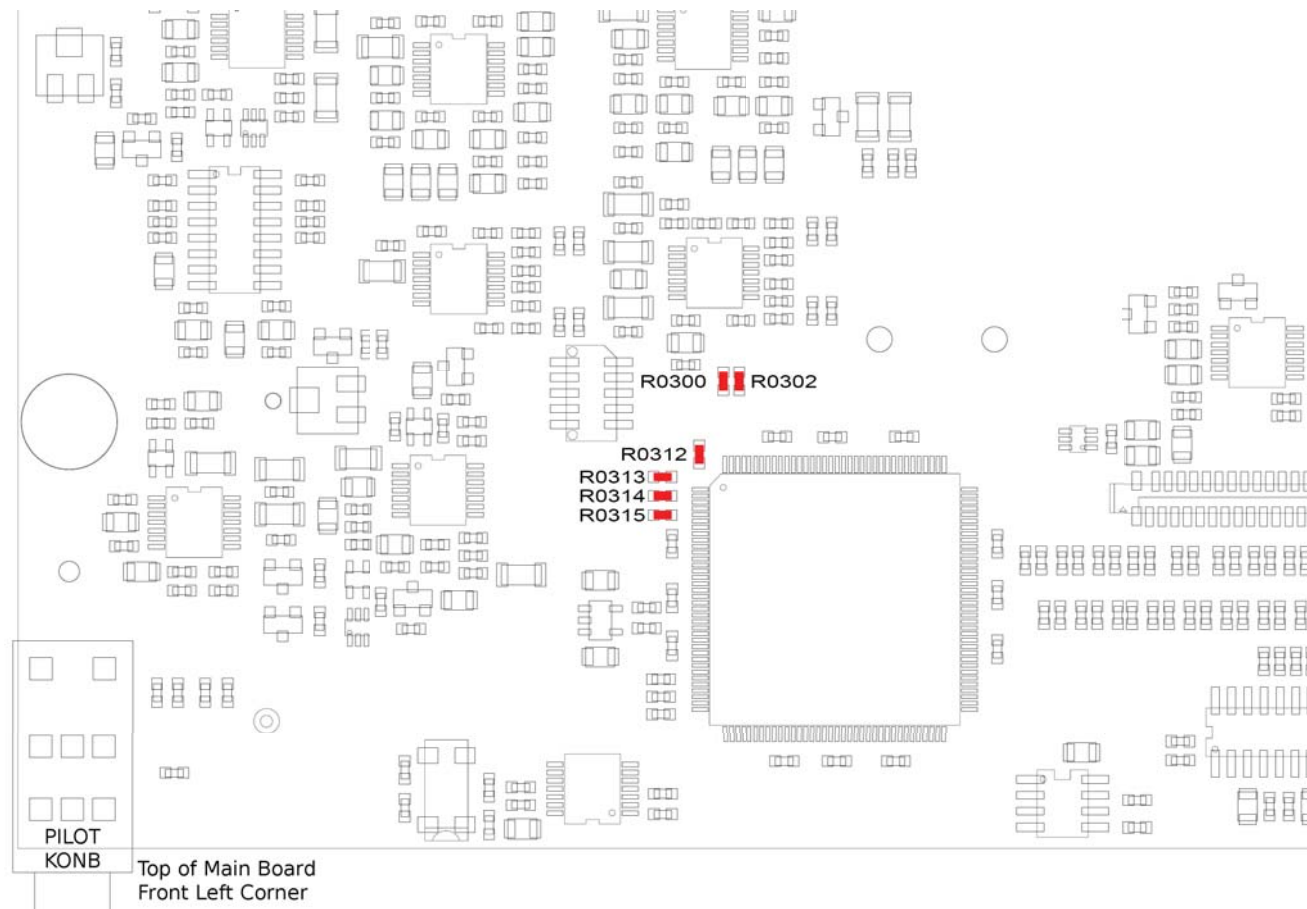 R0300 R0302
R0312
R0313
R0314
R0315
PILOT
KONB
Top of Main Board
Front Left Corner